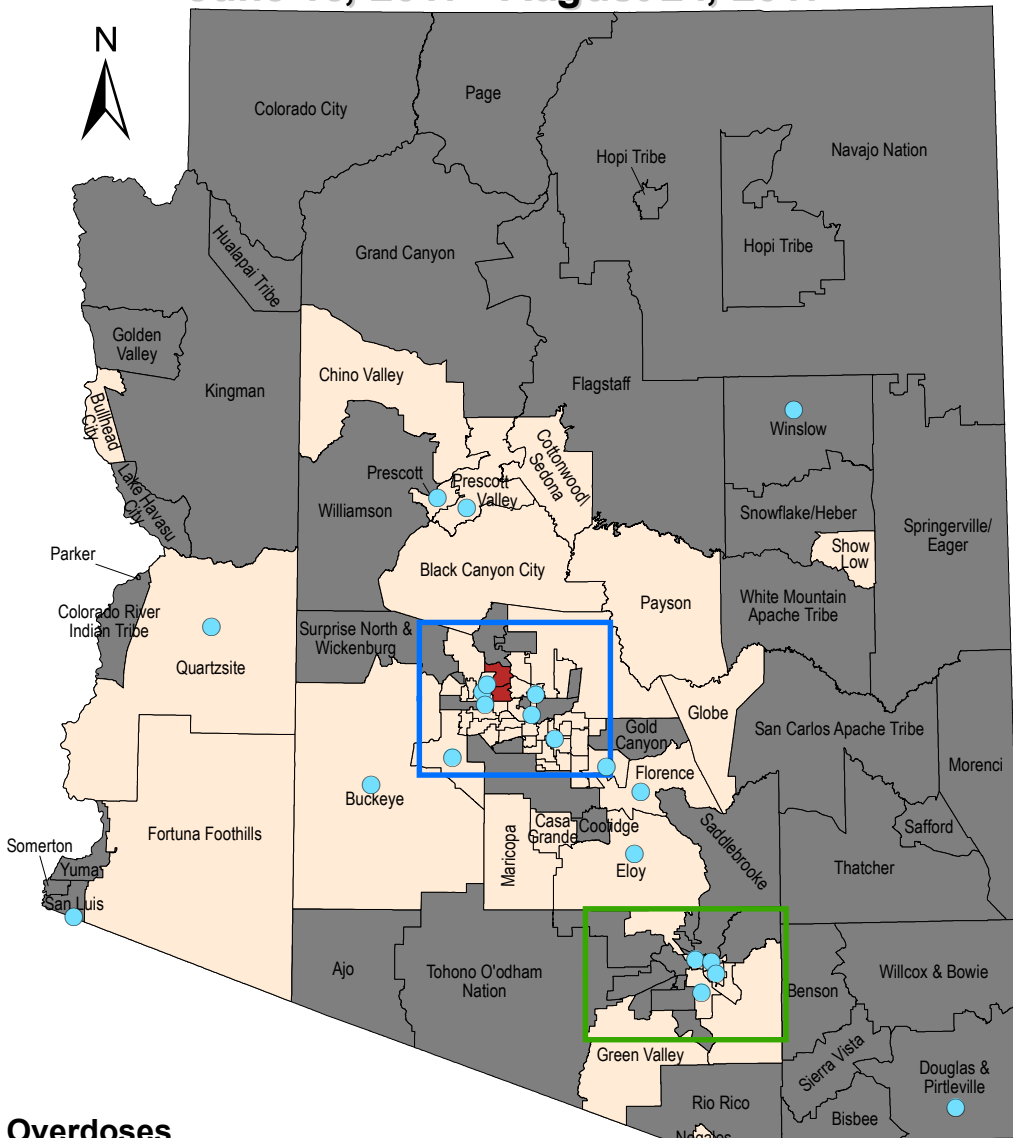 N
Colorado City
Page
Hopi Tribe
Navajo Nation
Hualapai Tribe
Grand Canyon
Hopi Tribe
Golden
Valley
Chino Valley
Kingman
Flagstaff
Bullhead
City
Winslow
Cottonwood/
Sedona
Prescott
Prescott
Valley
Lake Havasu
City
Williamson
Snowflake/Heber
Springerville/
Eager
Show
Low
Parker
Black Canyon City
Payson
White Mountain
Apache Tribe
Colorado River
Indian Tribe
Surprise North &
Wickenburg
Quartzsite
Globe
Gold
Canyon
San Carlos Apache Tribe
Morenci
Florence
Buckeye
Casa
Grande
Coolidge
Safford
Fortuna Foothills
Maricopa
Saddlebrooke
Somerton
Yuma
Eloy
Thatcher
San Luis
Ajo
Tohono O'odham
Nation
Benson
Willcox & Bowie
Green Valley
Sierra Vista
Douglas &
Pirtleville
Rio Rico
Bisbee
Nogales
Overdoses